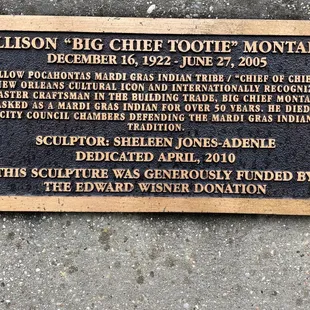 LLISON "BIG CHIEF TOOTIE" MONTAN
DECEMBER 16, 1922 - JUNE 27, 2005
LLOW POCAHONTAS MARDI GRAS INDIAN TRIBE / "CHIEF OF CHIE
NEW ORLEANS CULTURAL ICON AND INTERNATIONALLY RECOGNIZ
ASTER CRAFTSMAN IN THE BUILDING TRADE, BIG CHIEF MONTA
ASKED AS A MARDI GRAS INDIAN FOR OVER 50 YEARS. HE DIED
CITY COUNCIL CHAMBERS DEFENDING THE MARDI GRAS INDIAN
TRADITION.
SCULPTOR: SHELEEN JONES-ADENLE
DEDICATED APRIL, 2010
THIS SCULPTURE WAS GENEROUSLY FUNDED BY
THE EDWARD WISNER DONATION